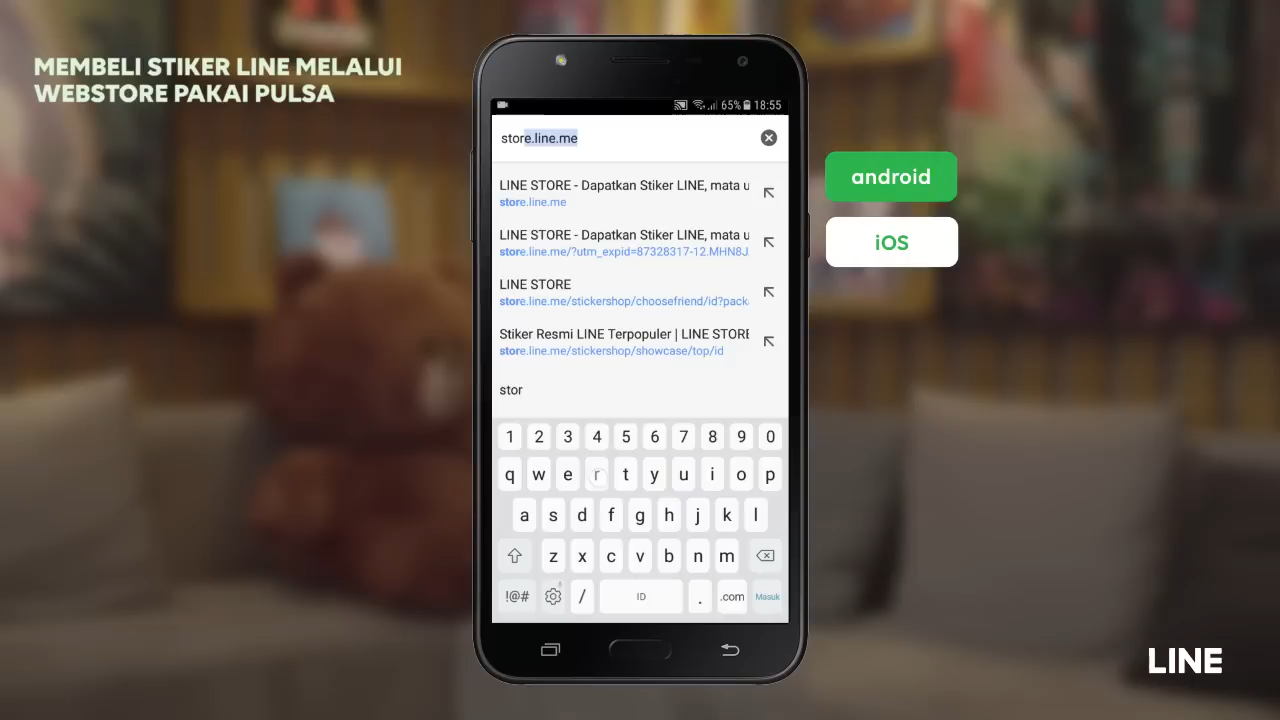 MEMBELI STIKER LINE MELALUI
WEBSTORE PAKAI PULSA
65% 18:55
store.line.me
LINE STORE - Dapatkan Stiker LINE, mata u
store.line.me
LINE STORE - Dapatkan Stiker LINE, mata u
store.line.me/?utm_expid=87328317-12.MHN8J
LINE STORE
store.line.me/stickershop/choosefriend/id?pack
Stiker Resmi LINE Terpopuler | LINE STORE
store.line.me/stickershop/showcase/top/id
stor
1 2 3 4 5 6 7 8 9 0
q w e r t y u i o p
a s d f g h j k l
z x c v b n m
!@# / ID . .com Masuk
android
iOS
LINE